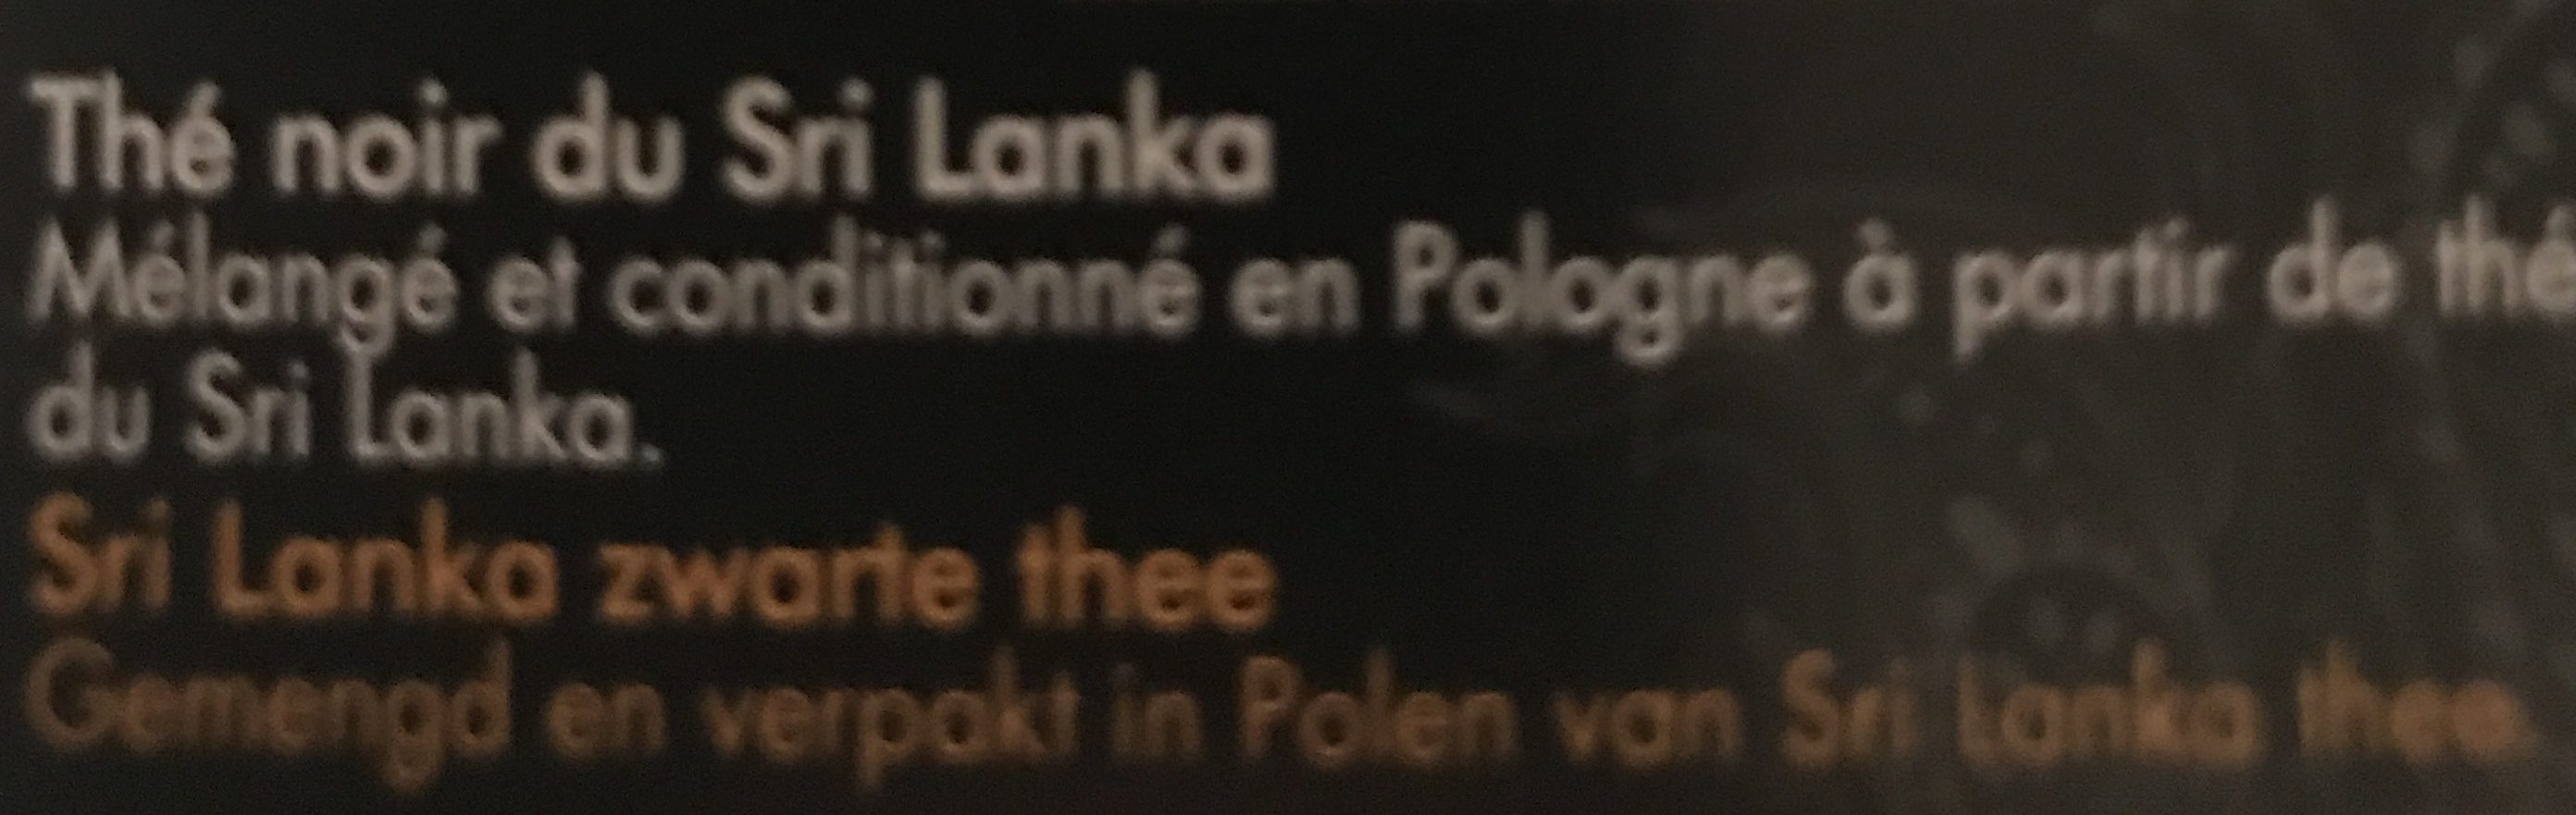 Thé noir du Sri Lanka
Mélangé et conditionné en Pologne à partir de thé
du Sri Lanka.
Sri Lanka zwarte thee
Gemengd en verpakt in Polen van Sri Lanka thee.